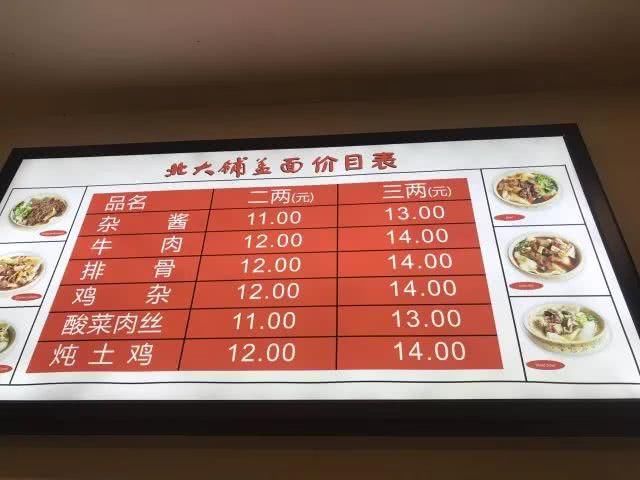 北大铺盖面价目表
品名 二两(元) 三两(元)
杂酱 11.00 13.00
牛肉 12.00 14.00
排骨 12.00 14.00
鸡杂 12.00 14.00
酸菜肉丝 11.00 13.00
炖土鸡 12.00 14.00